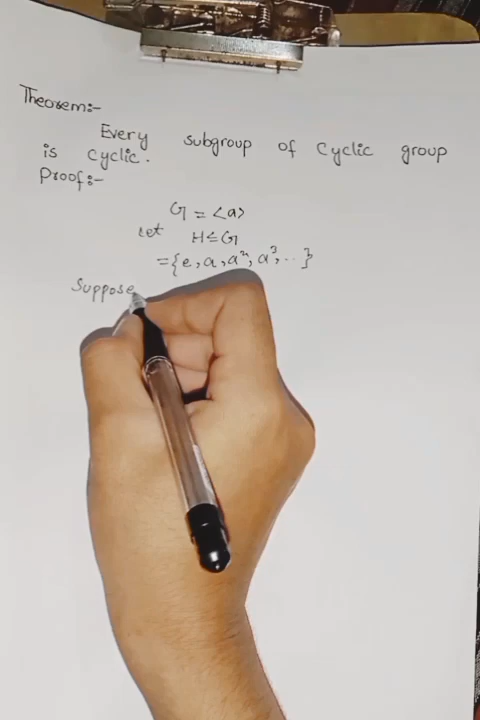 Theorem:-
Every subgroup of Cyclic group
is Cyclic.
Proof:-
G = <a>
Let H≤G
={e, a, a², a³, ... }
Suppose